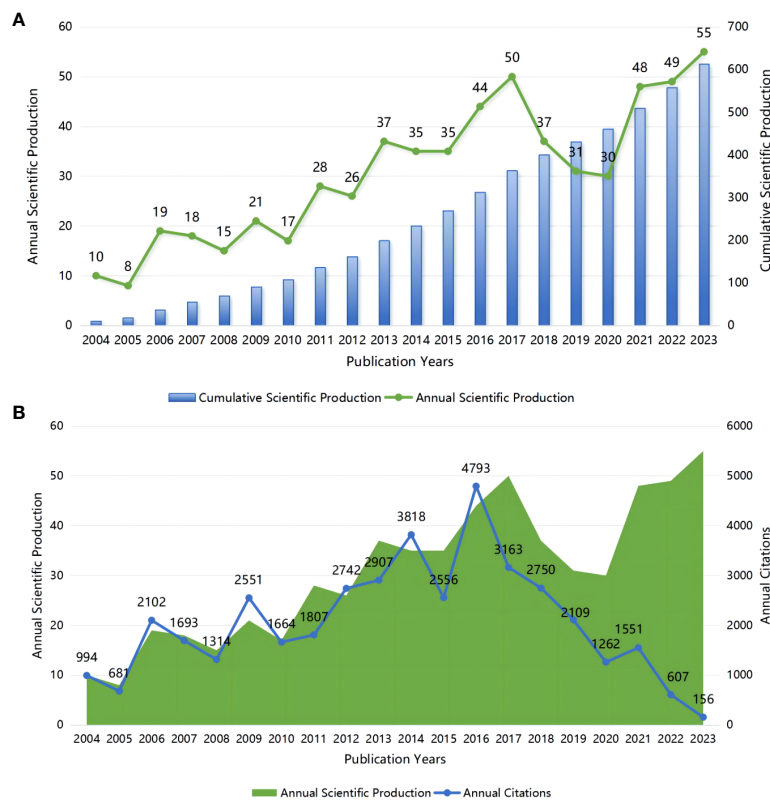 A
60 700
55
50
50 49 600
48
44
500
40 37 37
35 35 400
31
30 28 30
26
300
21
20 19 18
17 200
15
10
10 8 100
0 0
2004 2005 2006 2007 2008 2009 2010 2011 2012 2013 2014 2015 2016 2017 2018 2019 2020 2021 2022 2023
Annual Scientific Production
Cumulative Scientific Production
Publication Years
Cumulative Scientific Production Annual Scientific Production
B
60 6000
4793
50 5000
3818
40 4000
3163
2907
2742 2750
30 2551 2556 3000
2102 2109
20 1693 1664 1807 2000
1314 1262 1551
994
10 681 607 1000
156
0 0
2004 2005 2006 2007 2008 2009 2010 2011 2012 2013 2014 2015 2016 2017 2018 2019 2020 2021 2022 2023
Annual Scientific Production
Annual Citations
Publication Years
Annual Scientific Production Annual Citations